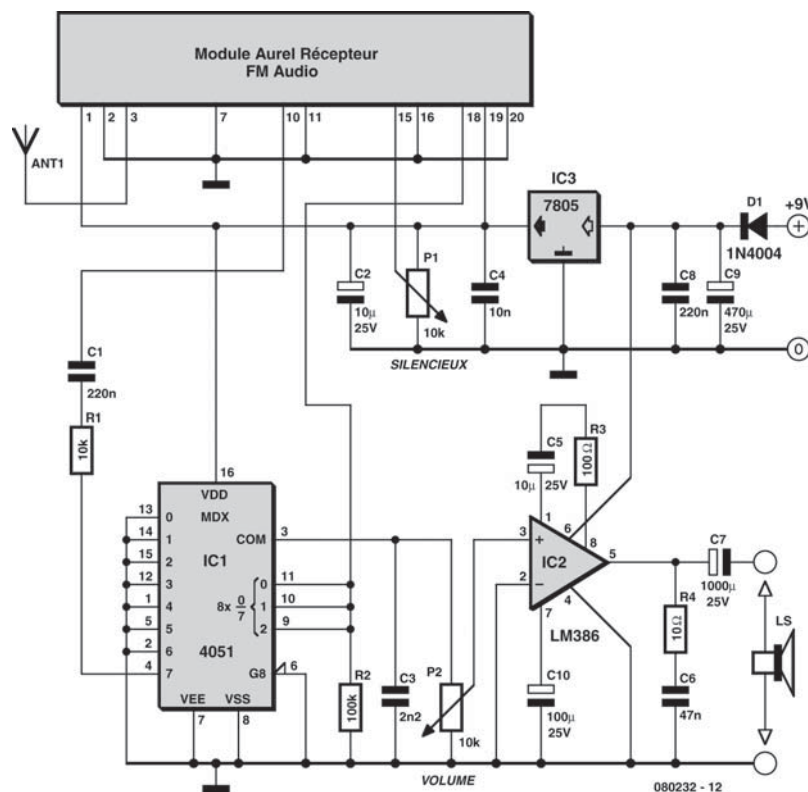 Module Aurel Récepteur
FM Audio
1 2 3 7 10 11 15 16 18 19 20
ANT1
IC3
7805
D1
+9V
1N4004
C2
10µ
25V
P1
10k
C4
10n
C8
220n
C9
470µ
25V
0
SILENCIEUX
C1
220n
R1
10k
C5
10µ 25V
R3
100Ω
16
VDD
MDX
IC1
4051
COM
3
13 0
14 1
15 2
12 3
1 4
5 5
2 6
4 7
8x 0/7
0 11
1 10
2 9
G8 6
VEE
VSS
7
8
R2
100k
C3
2n2
P2
10k
1
6
8
3 +
2 −
IC2
5
7
4
LM386
C7
1000µ
25V
R4
10Ω
LS
C10
100µ
25V
C6
47n
VOLUME
080232 - 12